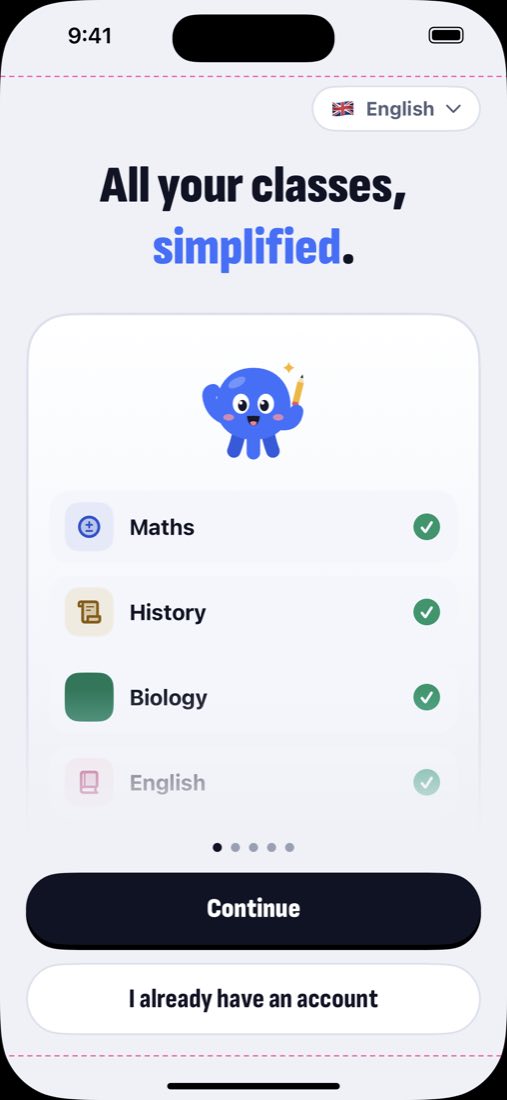 9:41
English
All your classes,
simplified.
Maths
History
Biology
English
Continue
I already have an account